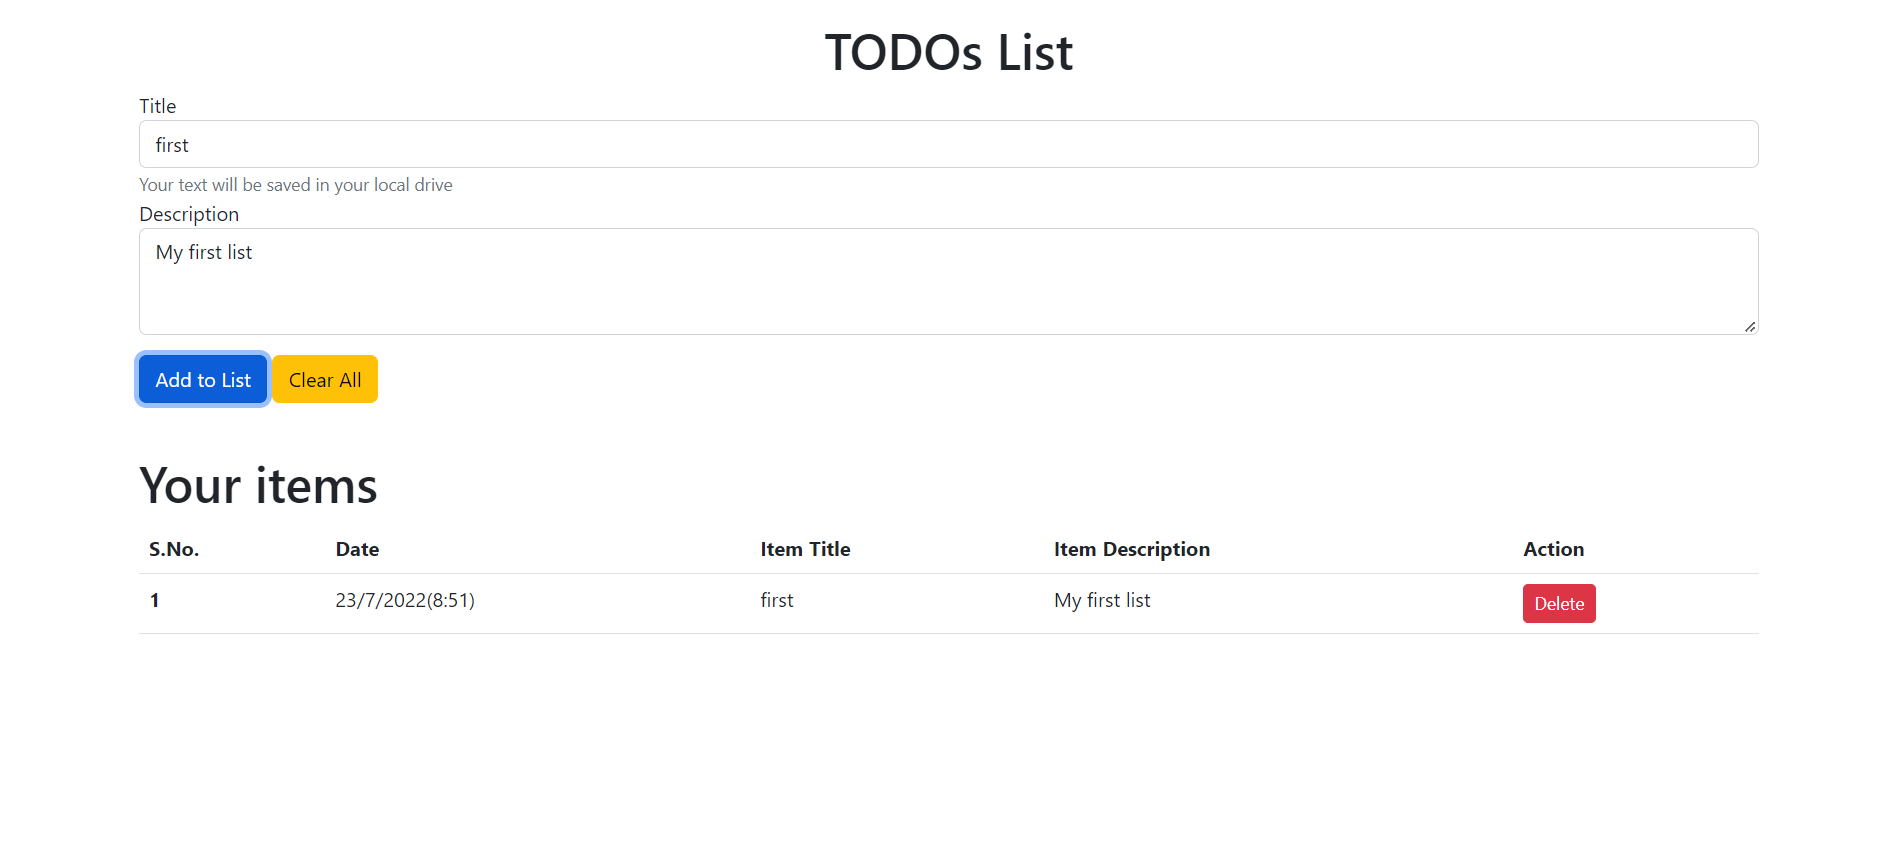 TODOs List
Title
first
Your text will be saved in your local drive
Description
My first list
Add to List Clear All
Your items
S.No. Date Item Title Item Description Action
1 23/7/2022(8:51) first My first list Delete